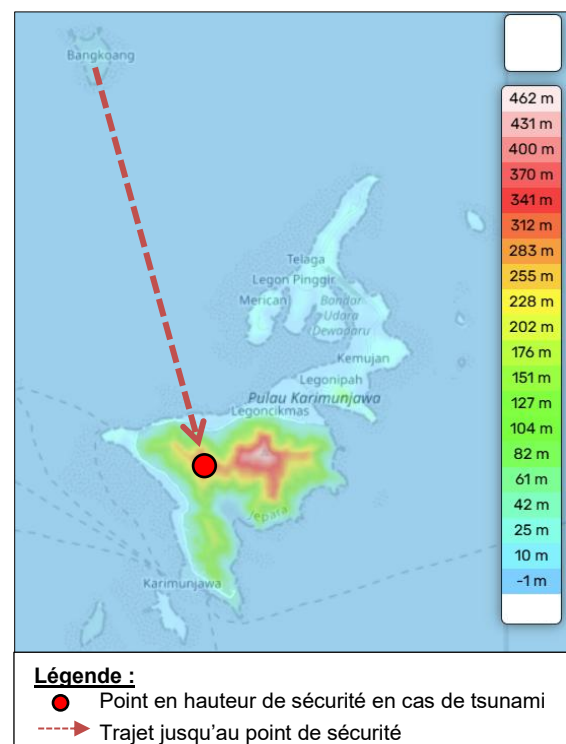 Bangkoang
462 m
431 m
400 m
370 m
341 m
312 m
283 m
255 m
228 m
202 m
176 m
151 m
127 m
104 m
82 m
61 m
42 m
25 m
10 m
-1 m
Telaga
Legon Pinggir
Merican
Bandar
Udara
Dewadaru
Kemujan
Legonipah
Pulau Karimunjawa
Legoncikmas
Jepara
Karimunjawa
Légende :
Point en hauteur de sécurité en cas de tsunami
Trajet jusqu'au point de sécurité